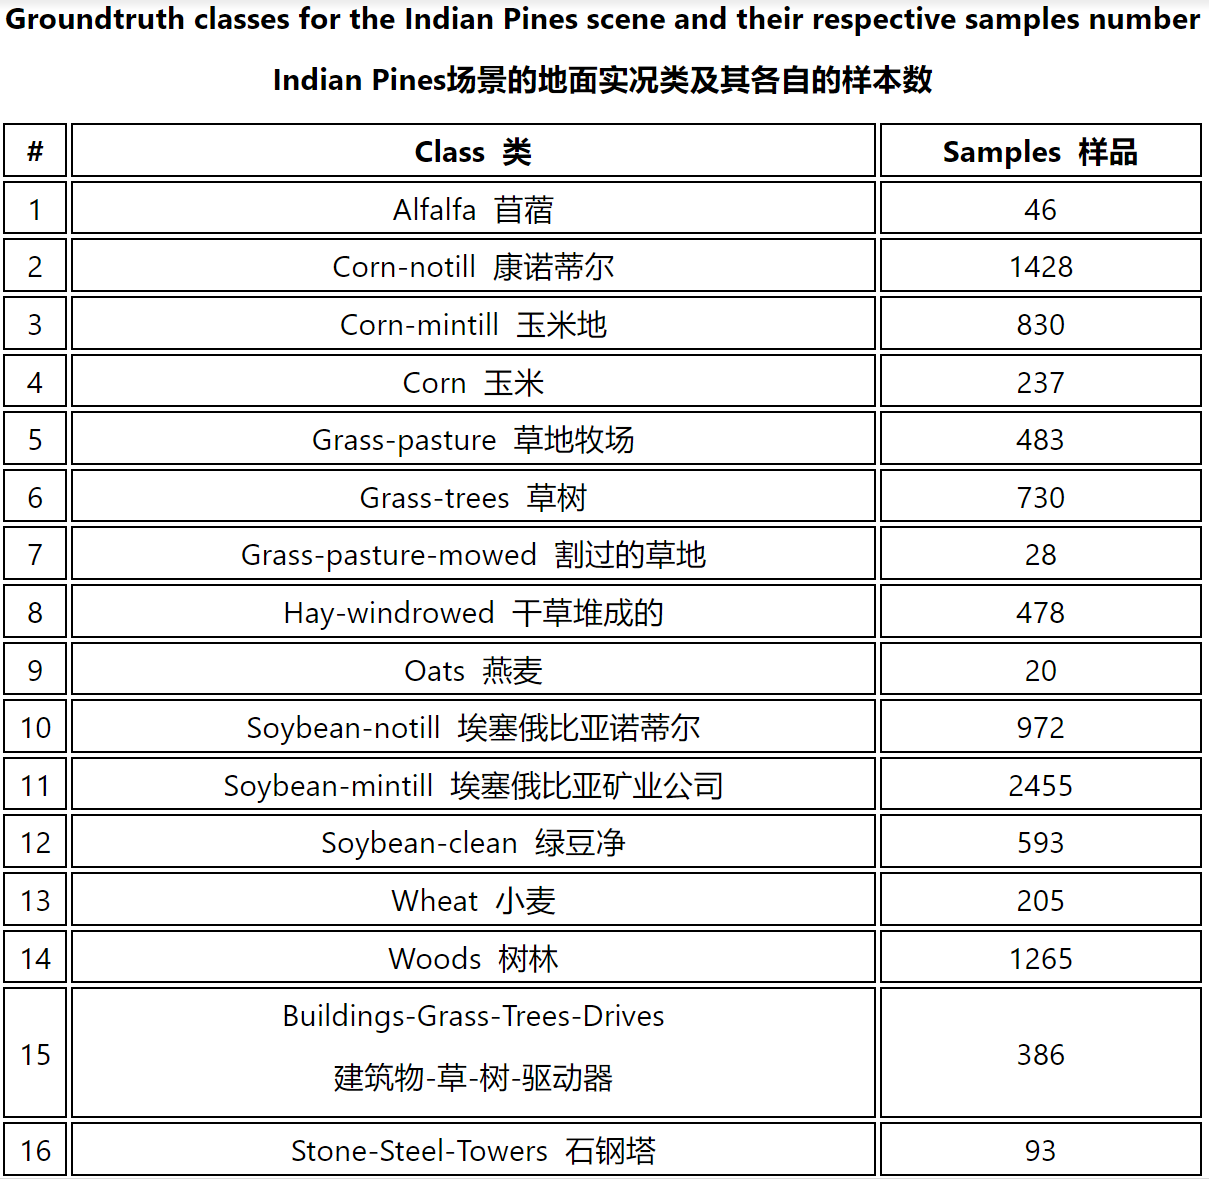 Groundtruth classes for the Indian Pines scene and their respective samples number
Indian Pines场景的地面实况类及其各自的样本数
# Class 类 Samples 样品
1 Alfalfa 苜蓿 46
2 Corn-notill 康诺蒂尔 1428
3 Corn-mintill 玉米地 830
4 Corn 玉米 237
5 Grass-pasture 草地牧场 483
6 Grass-trees 草树 730
7 Grass-pasture-mowed 割过的草地 28
8 Hay-windrowed 干草堆成的 478
9 Oats 燕麦 20
10 Soybean-notill 埃塞俄比亚诺蒂尔 972
11 Soybean-mintill 埃塞俄比亚矿业公司 2455
12 Soybean-clean 绿豆净 593
13 Wheat 小麦 205
14 Woods 树林 1265
15 Buildings-Grass-Trees-Drives 386
建筑物-草-树-驱动器
16 Stone-Steel-Towers 石钢塔 93